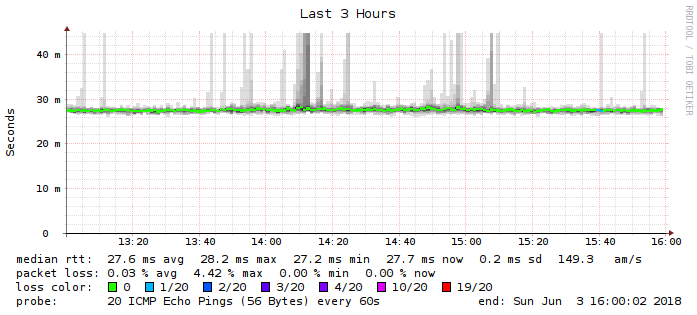 Last 3 Hours
RRDTOOL / TOBI OETIKER
Seconds
40 m
30 m
20 m
10 m
0
13:20 13:40 14:00 14:20 14:40 15:00 15:20 15:40 16:00
median rtt: 27.6 ms avg 28.2 ms max 27.2 ms min 27.7 ms now 0.2 ms sd 149.3 am/s
packet loss: 0.03 % avg 4.42 % max 0.00 % min 0.00 % now
loss color: 0 1/20 2/20 3/20 4/20 10/20 19/20
probe: 20 ICMP Echo Pings (56 Bytes) every 60s end: Sun Jun 3 16:00:02 2018